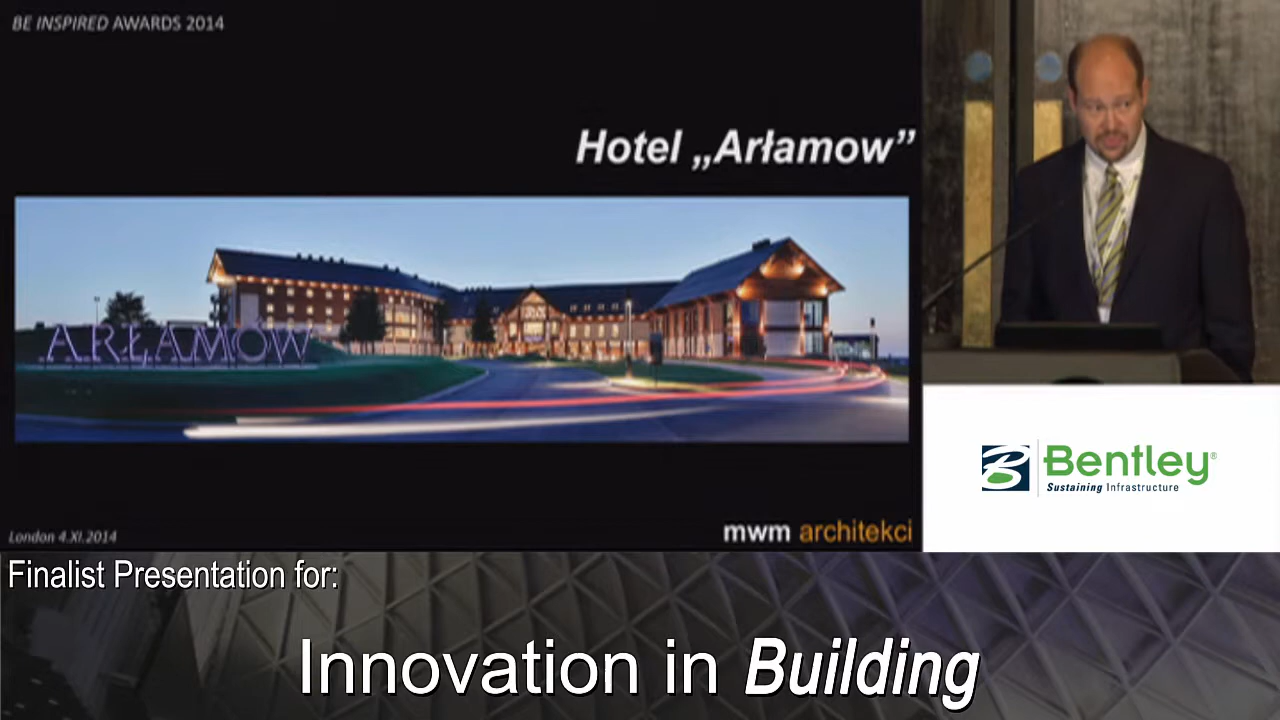 BE INSPIRED AWARDS 2014
Hotel „Arłamow”
ARŁAMÓW
London 4.XI.2014
mwm architekci
Bentley®
Sustaining Infrastructure
Finalist Presentation for:
Innovation in Building